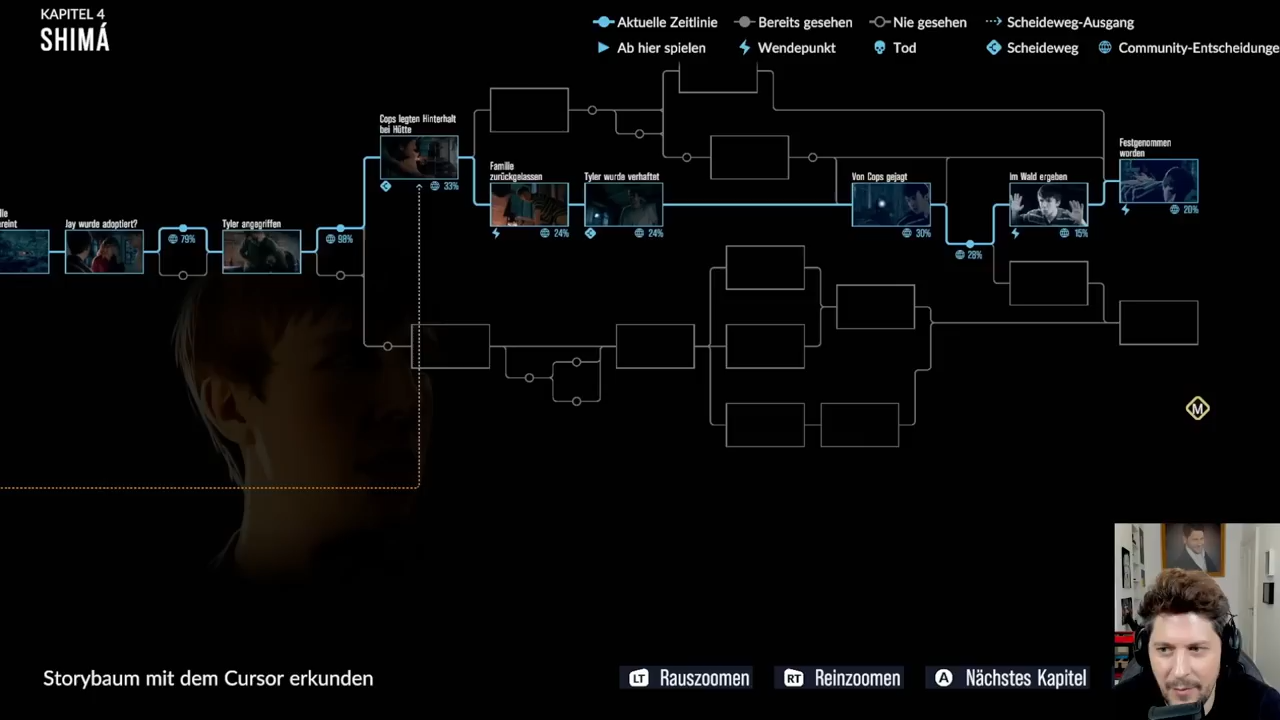 KAPITEL 4
SHIMÁ
Aktuelle Zeitlinie
Bereits gesehen
Nie gesehen
Scheideweg-Ausgang
Ab hier spielen
Wendepunkt
Tod
Scheideweg
Community-Entscheidunge
Cops legten Hinterhalt
bei Hütte
33%
Familie
zurückgelassen
24%
Tyler wurde verhaftet
24%
Von Cops gejagt
30%
28%
Im Wald ergeben
15%
Festgenommen
worden
20%
lle
reint
Jay wurde adoptiert?
79%
Tyler angegriffen
98%
M
Storybaum mit dem Cursor erkunden
LT Rauszoomen
RT Reinzoomen
A Nächstes Kapitel